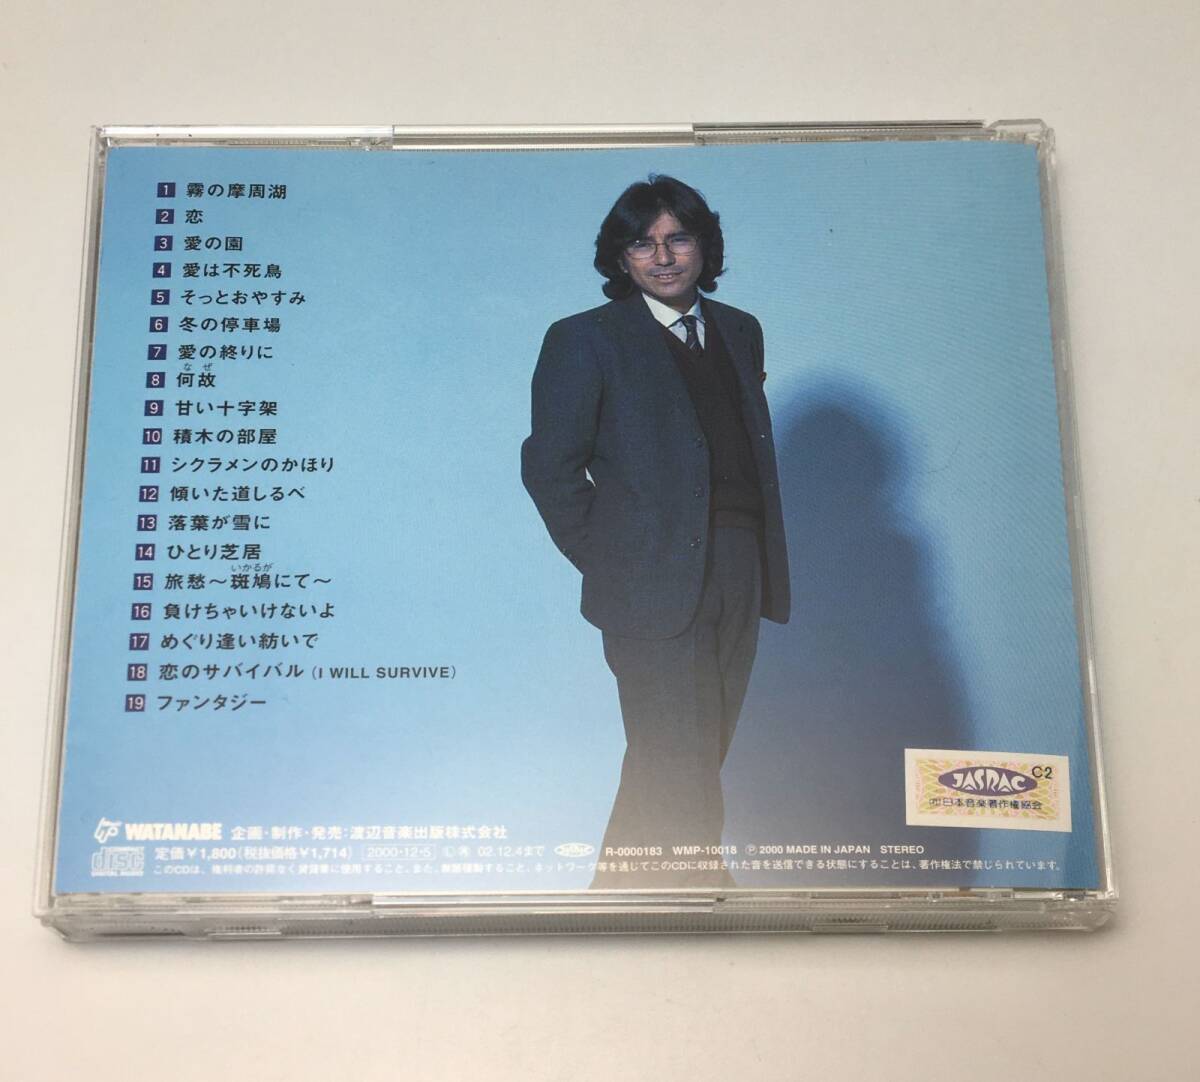 1 霧の摩周湖
2 恋
3 愛の園
4 愛は不死鳥
5 そっとおやすみ
6 冬の停車場
7 愛の終りに
なぜ
8 何故
9 甘い十字架
10 積木の部屋
11 シクラメンのかほり
12 傾いた道しるべ
13 落葉が雪に
14 ひとり芝居
いかるが
15 旅愁～斑鳩にて～
16 負けちゃいけないよ
17 めぐり逢い紡いで
18 恋のサバイバル (I WILL SURVIVE)
19 ファンタジー
JASRAC C2
日本音楽著作権協会
WATANABE 企画・制作・発売:渡辺音楽出版株式会社
disc 定価￥1,800(税抜価格￥1,714) 2000・12・5 02.12.4まで JASRAC R-0000183 WMP-10018 Ⓟ2000 MADE IN JAPAN STEREO
このCDは、権利者の許諾なく賃貸業に使用すること、また、無断複製すること、ネットワーク等を通じてこのCDに収録された音を送信できる状態にすることは、著作権法で禁じられています。